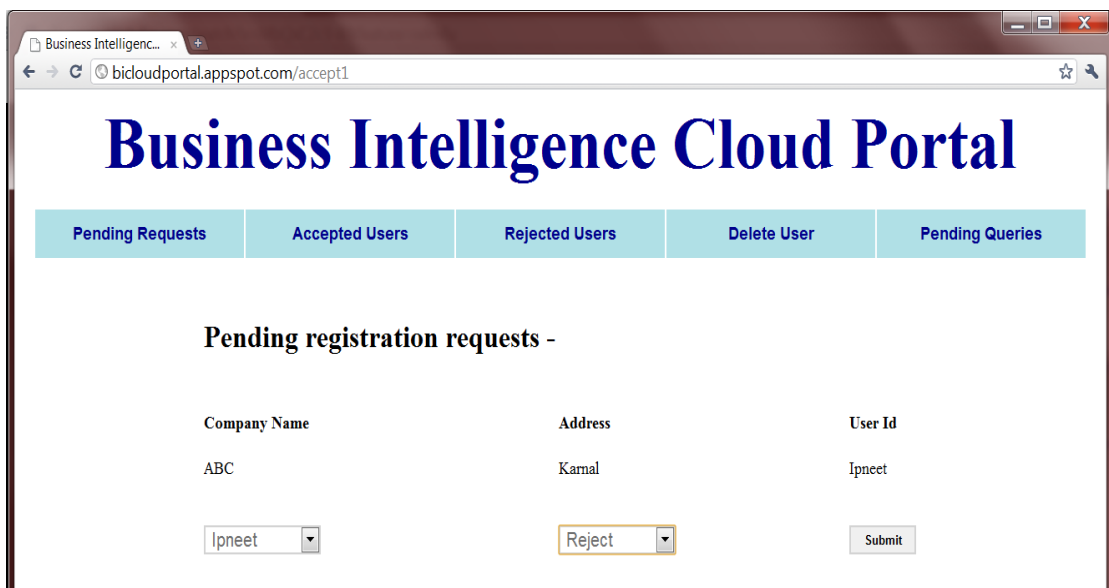 Business Intelligenc...
bicloudportal.appspot.com/accept1
Business Intelligence Cloud Portal
Pending Requests Accepted Users Rejected Users Delete User Pending Queries
Pending registration requests -
Company Name Address User Id
ABC Karnal Ipneet
Ipneet Reject Submit